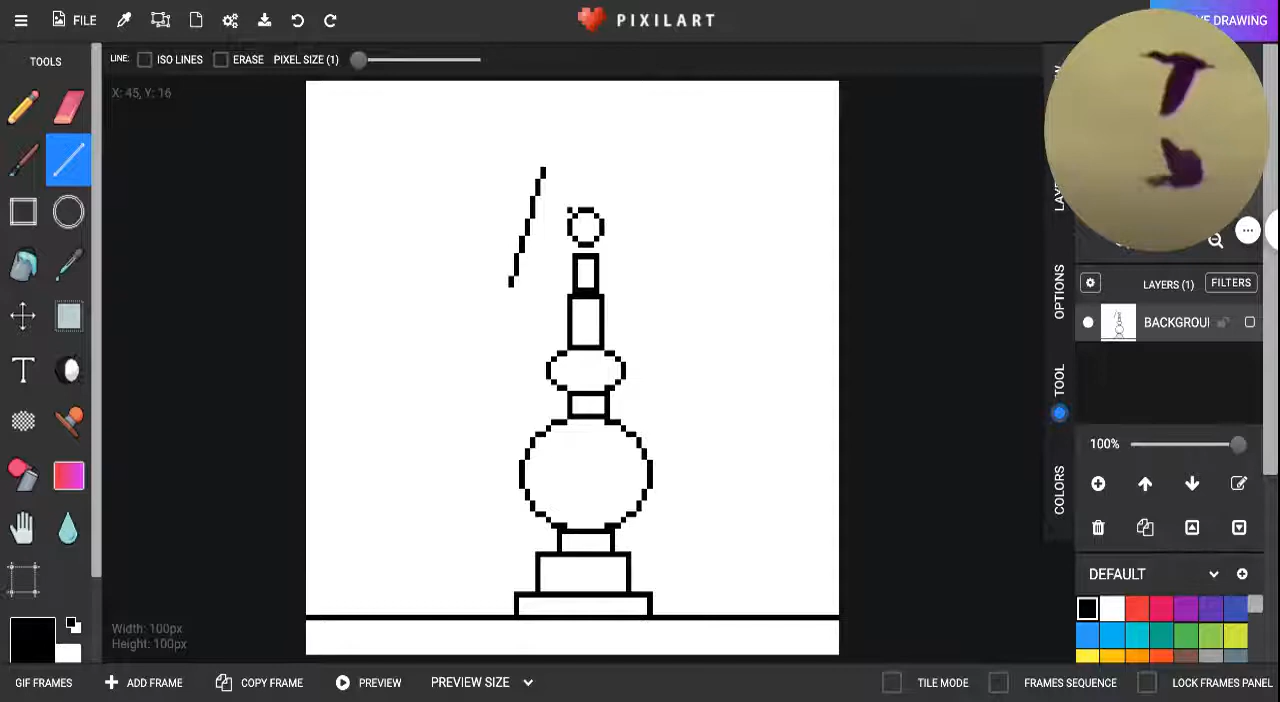 FILE
PIXILART
DRAWING
TOOLS
LINE:
ISO LINES
ERASE
PIXEL SIZE (1)
X: 45, Y: 16
OPTIONS
TOOL
COLORS
LAYERS (1)
FILTERS
BACKGROU
100%
DEFAULT
Width: 100px
Height: 100px
GIF FRAMES
ADD FRAME
COPY FRAME
PREVIEW
PREVIEW SIZE
TILE MODE
FRAMES SEQUENCE
LOCK FRAMES PANEL